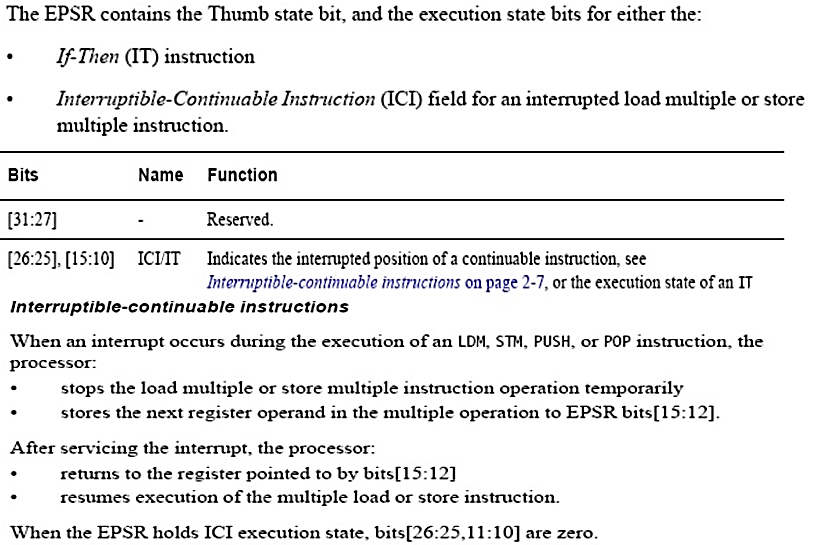 The EPSR contains the Thumb state bit, and the execution state bits for either the:
• If-Then (IT) instruction
• Interruptible-Continuable Instruction (ICI) field for an interrupted load multiple or store
multiple instruction.
Bits Name Function
[31:27] - Reserved.
[26:25], [15:10] ICI/IT Indicates the interrupted position of a continuable instruction, see
Interruptible-continuable instructions on page 2-7, or the execution state of an IT
Interruptible-continuable instructions
When an interrupt occurs during the execution of an LDM, STM, PUSH, or POP instruction, the
processor:
• stops the load multiple or store multiple instruction operation temporarily
• stores the next register operand in the multiple operation to EPSR bits[15:12].
After servicing the interrupt, the processor:
• returns to the register pointed to by bits[15:12]
• resumes execution of the multiple load or store instruction.
When the EPSR holds ICI execution state, bits[26:25,11:10] are zero.